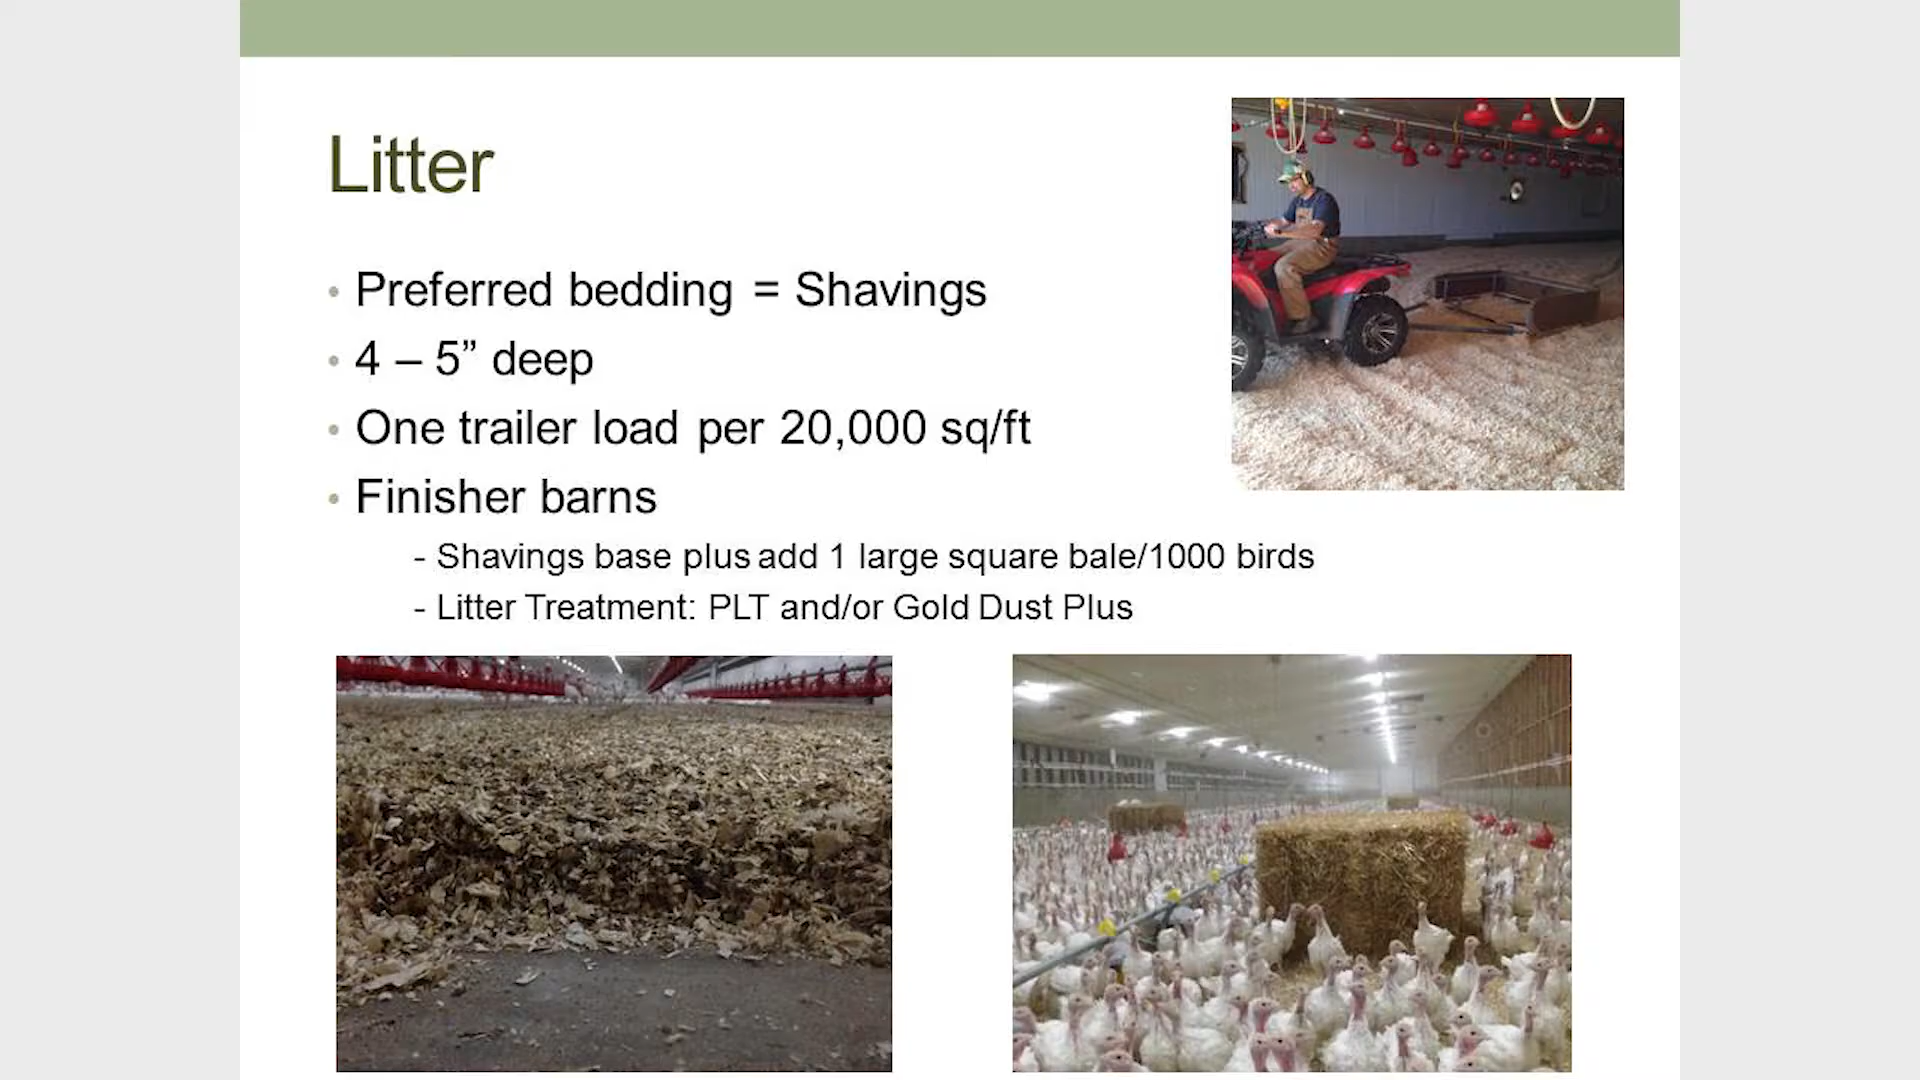 Litter
• Preferred bedding = Shavings
• 4 – 5” deep
• One trailer load per 20,000 sq/ft
• Finisher barns
- Shavings base plus add 1 large square bale/1000 birds
- Litter Treatment: PLT and/or Gold Dust Plus